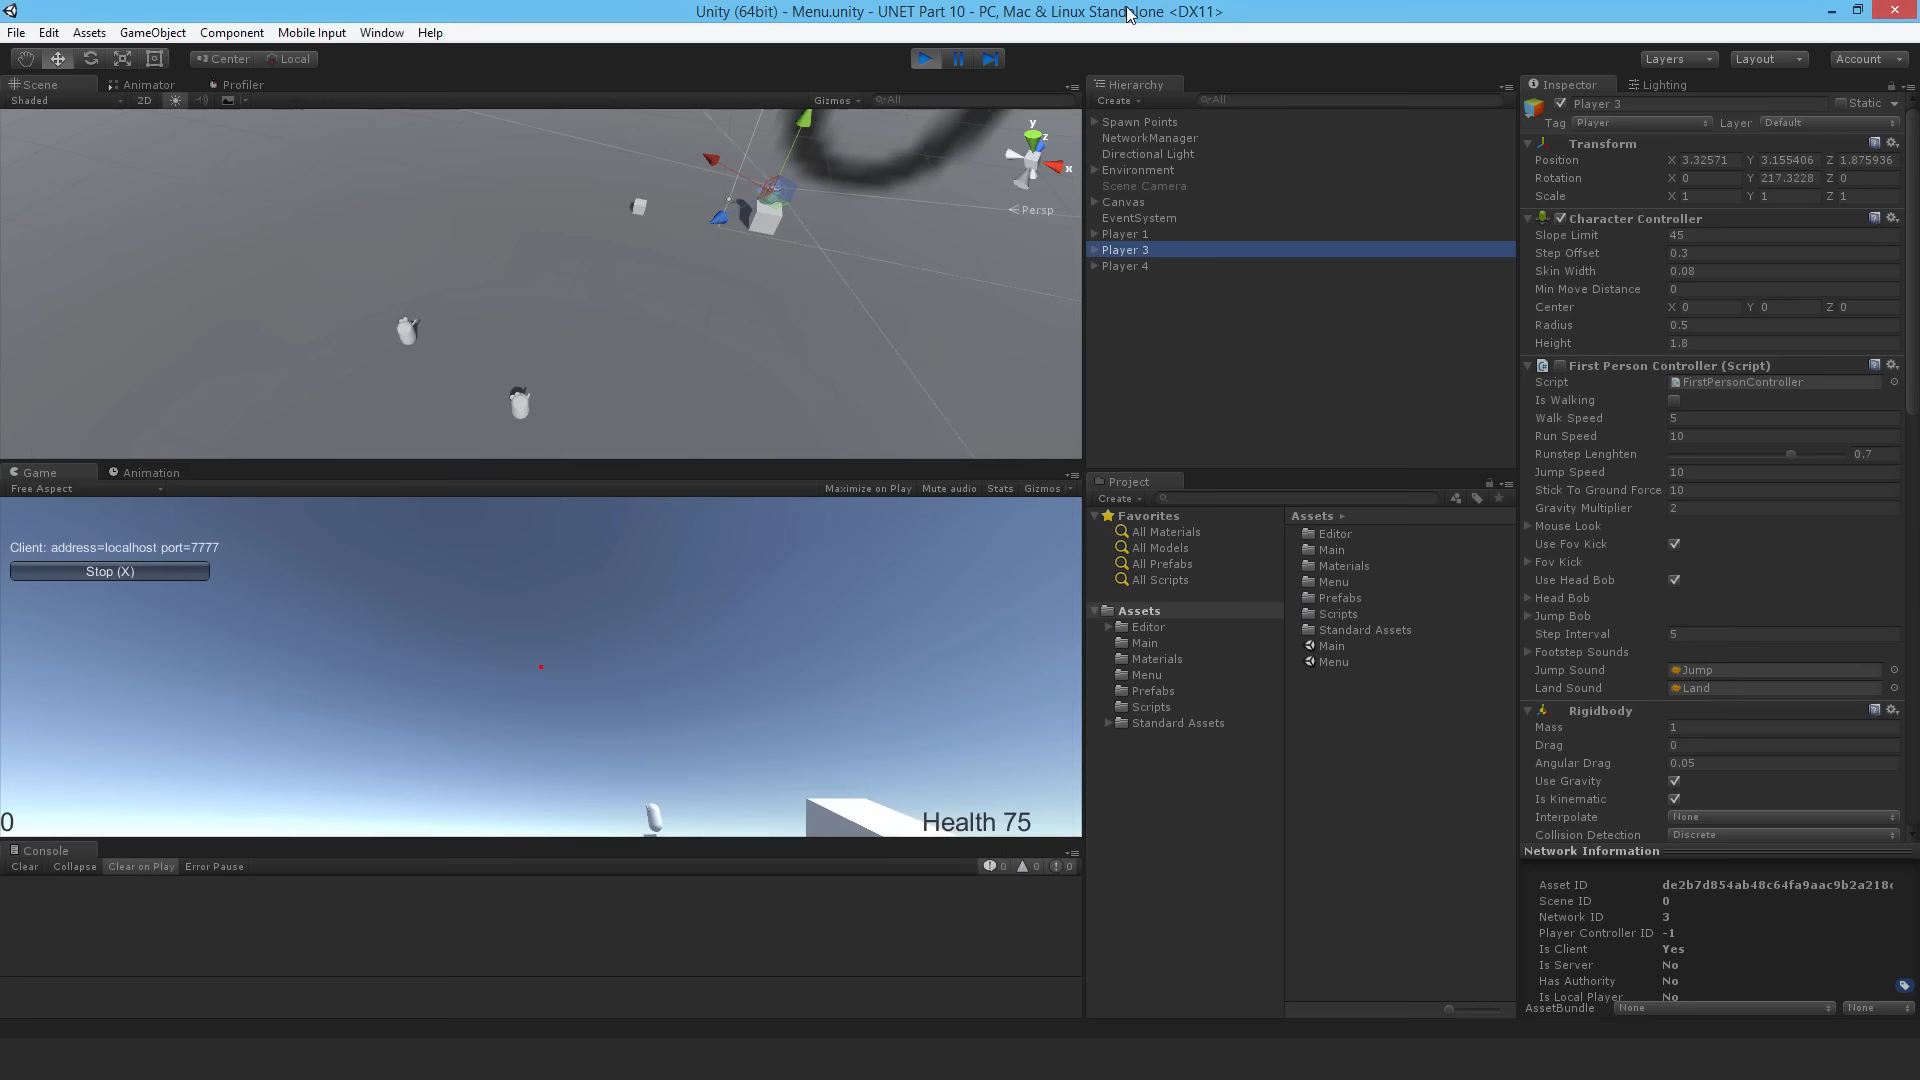 Unity (64bit) - Menu.unity - UNET Part 10 - PC, Mac & Linux Standalone <DX11>
File Edit Assets GameObject Component Mobile Input Window Help
Center Local
Layers Layout Account
Scene Animator Profiler
Shaded 2D Gizmos All
y
z
x
Persp
Game Animation
Free Aspect Maximize on Play Mute audio Stats Gizmos
Client: address=localhost port=7777
Stop (X)
0
Health 75
Console
Clear Collapse Clear on Play Error Pause 0 0 0
Hierarchy
Create All
Spawn Points
NetworkManager
Directional Light
Environment
Scene Camera
Canvas
EventSystem
Player 1
Player 3
Player 4
Project
Create
Favorites
All Materials
All Models
All Prefabs
All Scripts
Assets
Editor
Main
Materials
Menu
Prefabs
Scripts
Standard Assets
Assets
Editor
Main
Materials
Menu
Prefabs
Scripts
Standard Assets
Main
Menu
Inspector Lighting
Player 3 Static
Tag Player Layer Default
Transform
Position X 3.32571 Y 3.155406 Z 1.875936
Rotation X 0 Y 217.3228 Z 0
Scale X 1 Y 1 Z 1
Character Controller
Slope Limit 45
Step Offset 0.3
Skin Width 0.08
Min Move Distance 0
Center X 0 Y 0 Z 0
Radius 0.5
Height 1.8
First Person Controller (Script)
Script FirstPersonController
Is Walking
Walk Speed 5
Run Speed 10
Runstep Lenghten 0.7
Jump Speed 10
Stick To Ground Force 10
Gravity Multiplier 2
Mouse Look
Use Fov Kick
Fov Kick
Use Head Bob
Head Bob
Jump Bob
Step Interval 5
Footstep Sounds
Jump Sound Jump
Land Sound Land
Rigidbody
Mass 1
Drag 0
Angular Drag 0.05
Use Gravity
Is Kinematic
Interpolate None
Collision Detection Discrete
Network Information
Asset ID de2b7d854ab48c64fa9aac9b2a218
Scene ID 0
Network ID 3
Player Controller ID -1
Is Client Yes
Is Server No
Has Authority No
Is Local Player No
AssetBundle None None